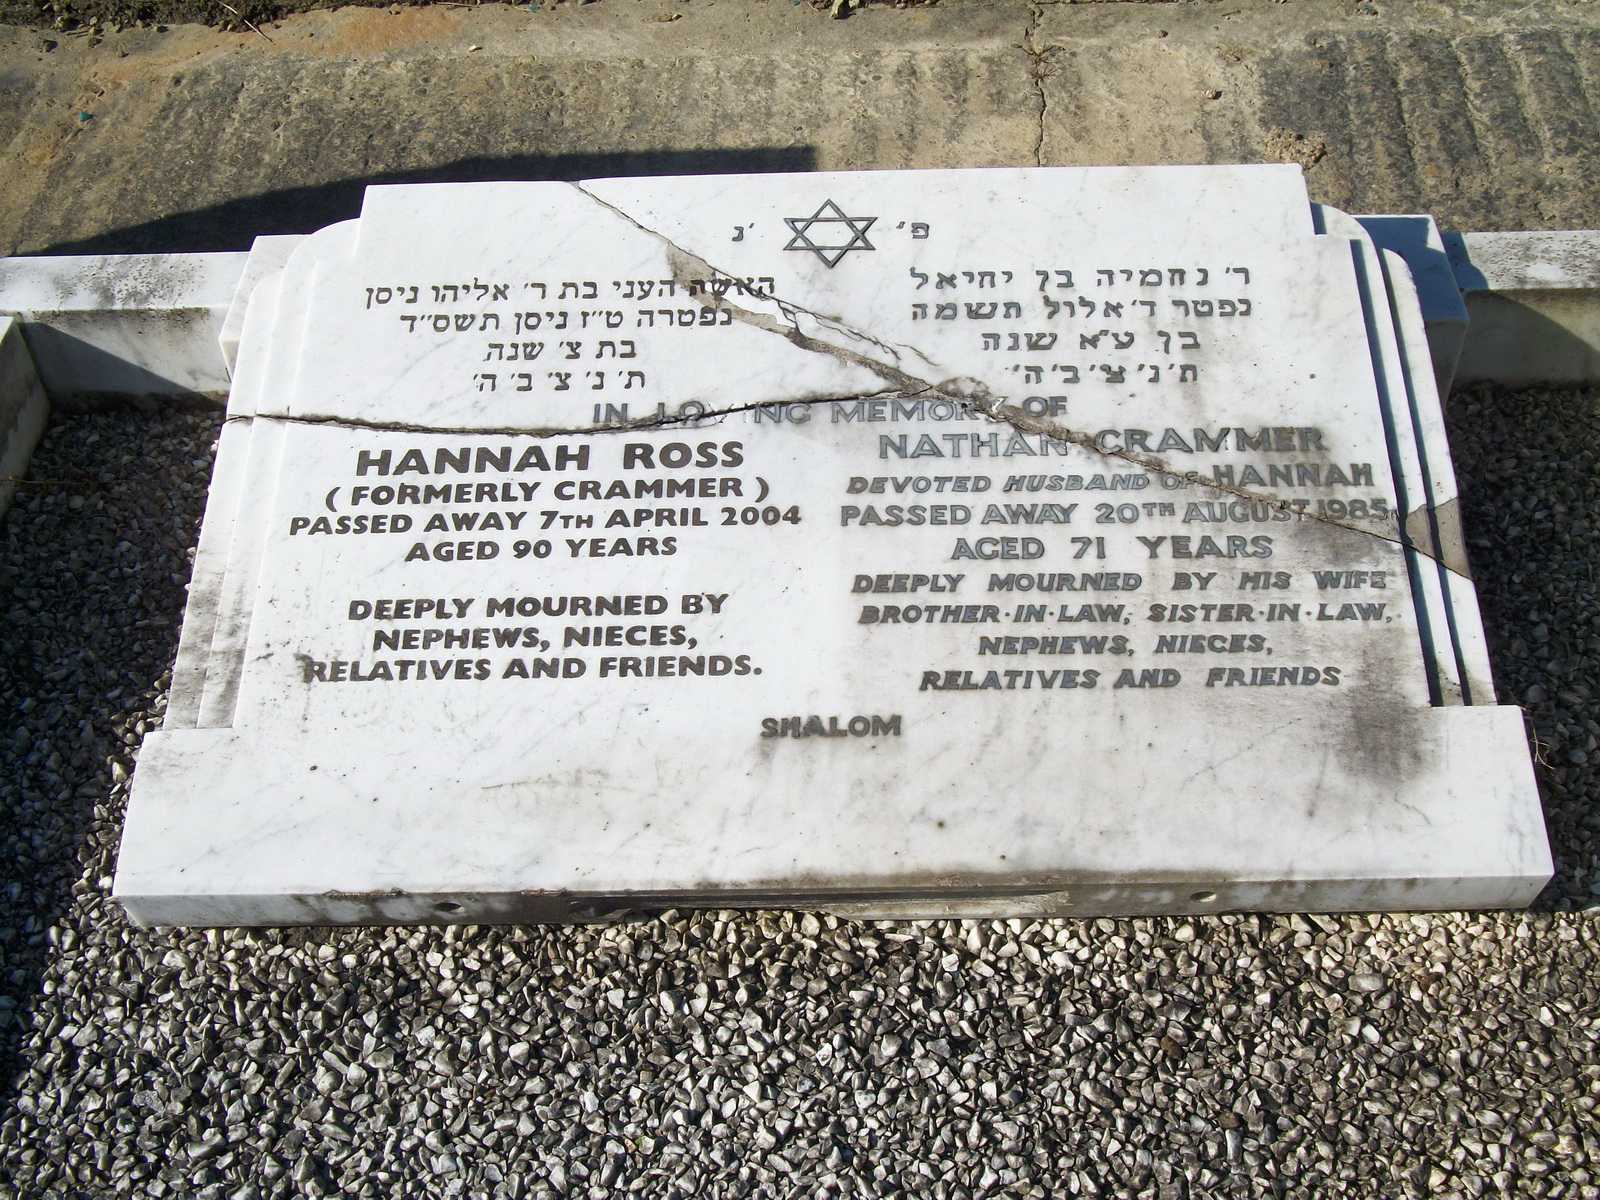 פ' נ'
ר' נחמיה בן יחיאל
נפטר ד' אלול תשמה
בן ע"א שנה
ת' נ' צ' ב' ה'
האשה העני בת ר' אליהו ניסן
נפטרה ט"ז ניסן תשס"ד
בת צ' שנה
ת' נ' צ' ב' ה'
IN LOVING MEMORY OF
HANNAH ROSS
( FORMERLY CRAMMER )
PASSED AWAY 7TH APRIL 2004
AGED 90 YEARS
DEEPLY MOURNED BY
NEPHEWS, NIECES,
RELATIVES AND FRIENDS.
NATHAN CRAMMER
DEVOTED HUSBAND OF HANNAH
PASSED AWAY 20TH AUGUST 1985
AGED 71 YEARS
DEEPLY MOURNED BY HIS WIFE
BROTHER·IN·LAW, SISTER·IN·LAW,
NEPHEWS, NIECES,
RELATIVES AND FRIENDS
SHALOM